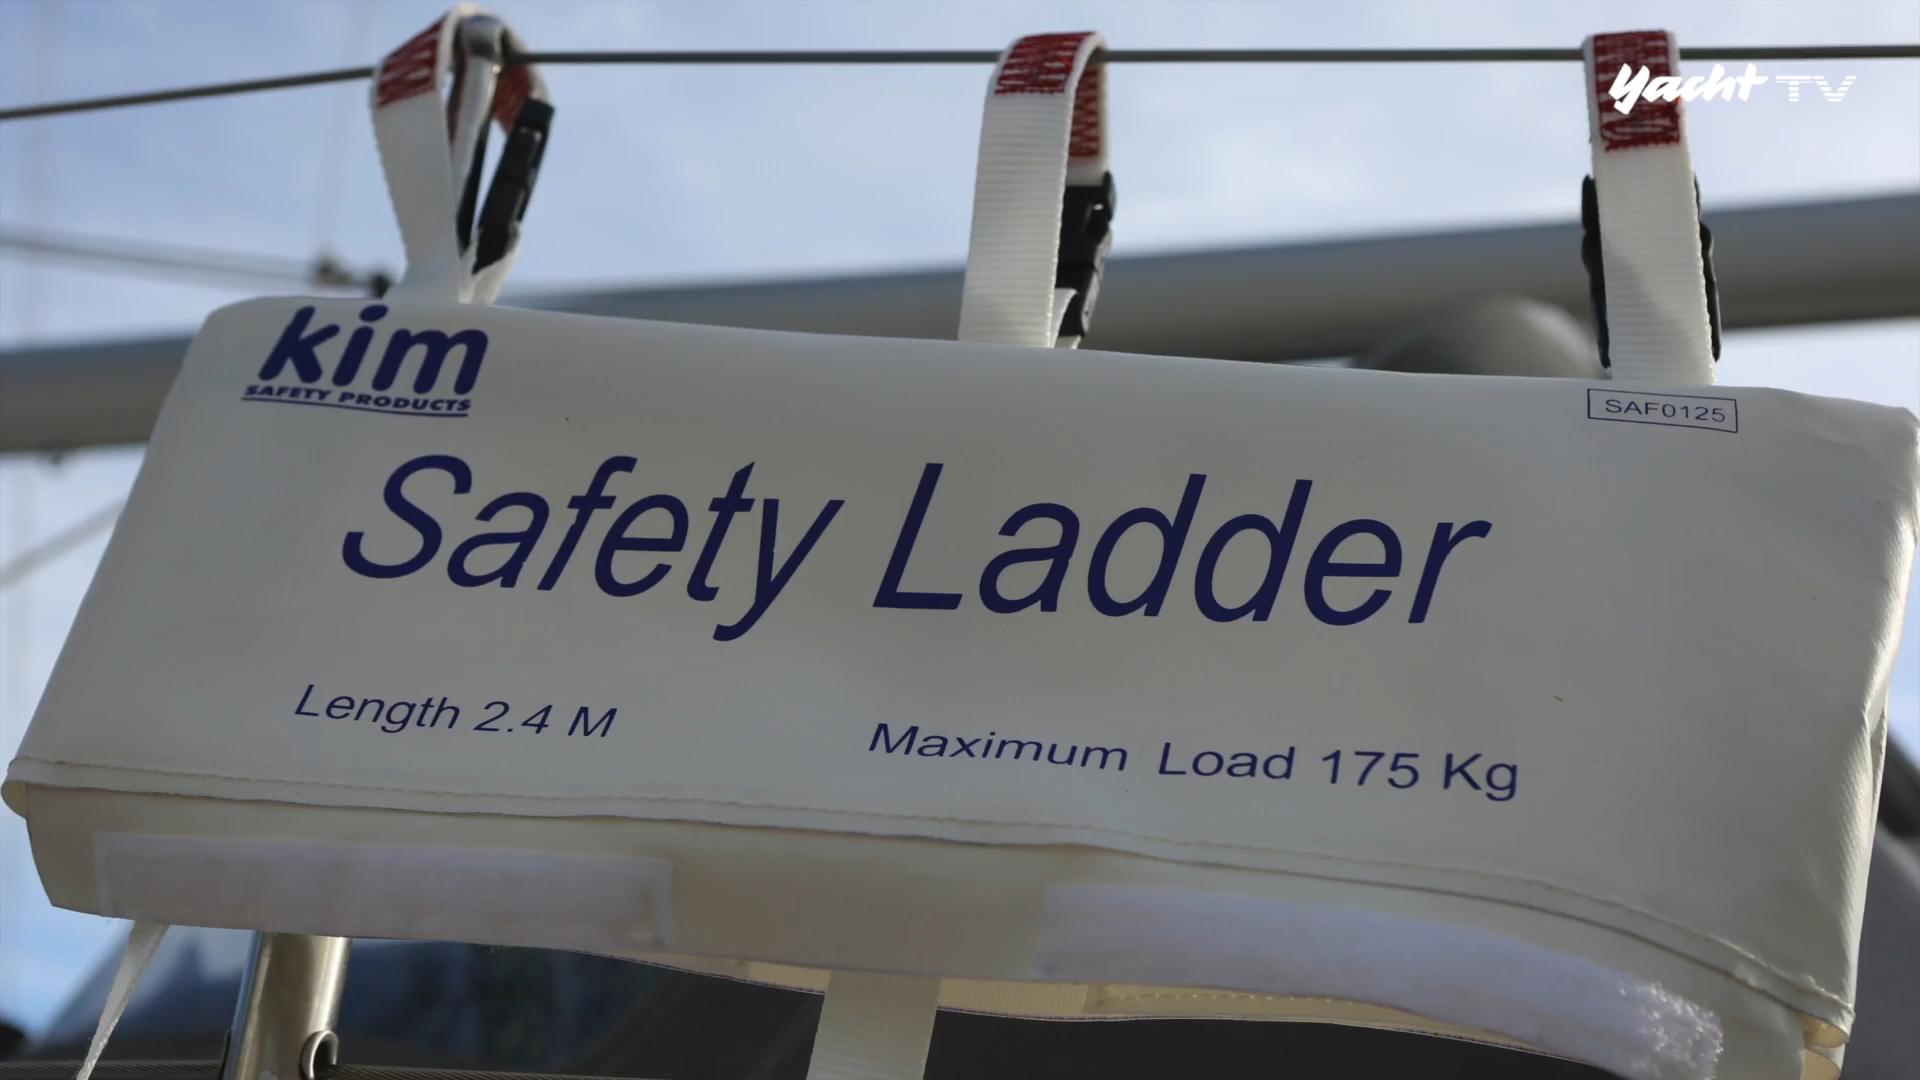 Yacht TV
kim
SAFETY PRODUCTS
SAF0125
Safety Ladder
Length 2.4 M
Maximum Load 175 Kg